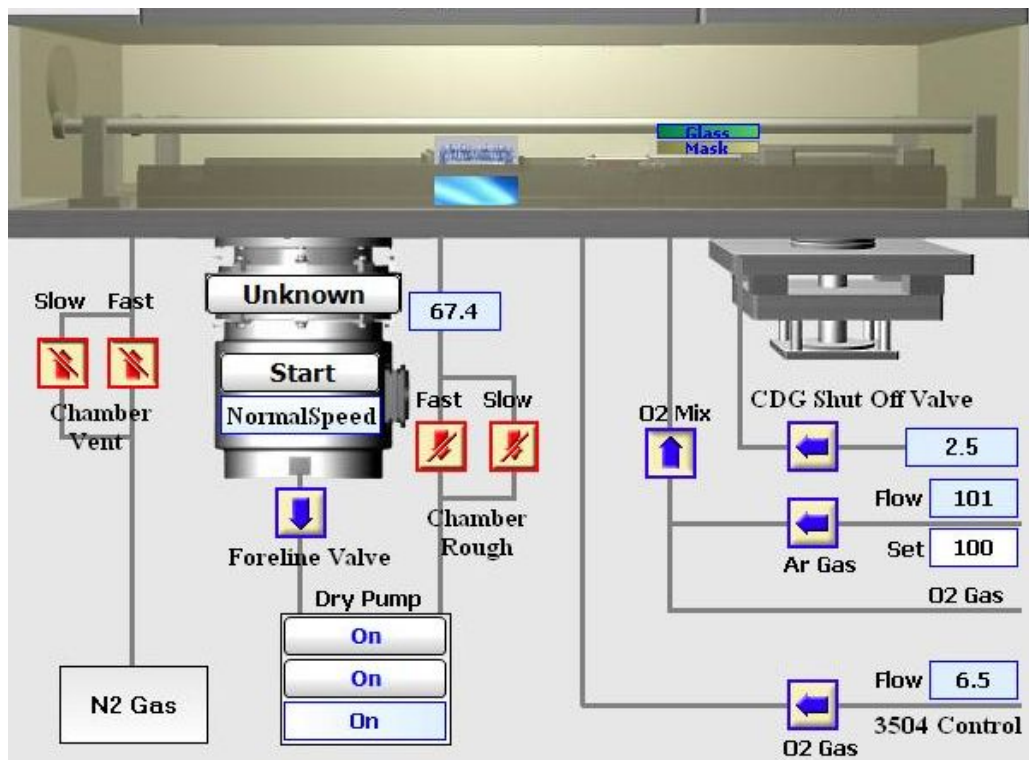 Glass
Mask
Slow Fast
Unknown
67.4
Start
NormalSpeed
Chamber
Vent
Fast Slow
O2 Mix
CDG Shut Off Valve
2.5
Flow 101
Chamber
Rough
Foreline Valve
Set 100
Ar Gas
O2 Gas
Dry Pump
On
On
On
N2 Gas
Flow 6.5
3504 Control
O2 Gas